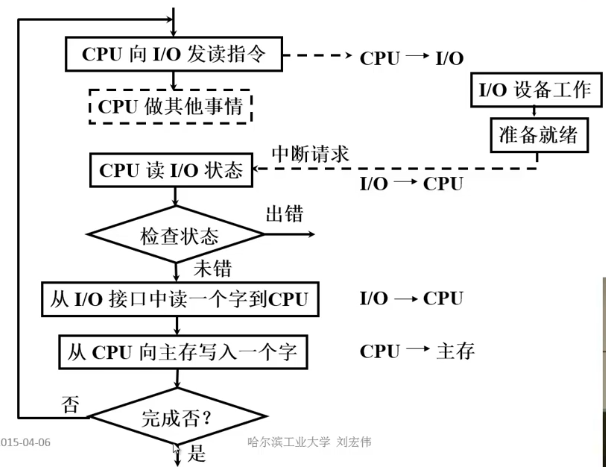 CPU 向 I/O 发读指令
CPU → I/O
CPU 做其他事情
I/O 设备工作
准备就绪
中断请求
CPU 读 I/O 状态
I/O → CPU
出错
检查状态
未错
从 I/O 接口中读一个字到CPU
I/O → CPU
从 CPU 向主存写入一个字
CPU → 主存
否
完成否?
015-04-06
哈尔滨工业大学 刘宏伟
是